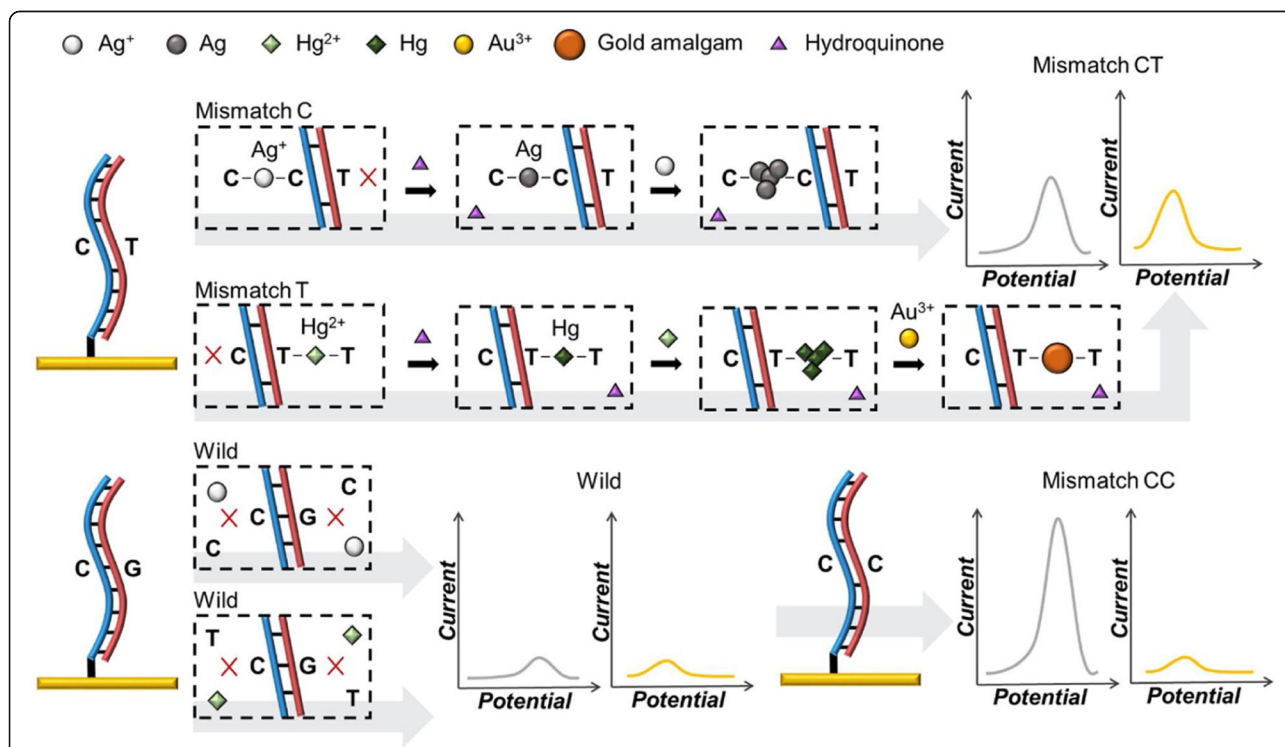 Ag⁺ Ag Hg²⁺ Hg Au³⁺ Gold amalgam Hydroquinone
Mismatch CT
Mismatch C
Ag⁺
C C T
Ag
C C T
C C T
Current
Potential
Current
Potential
C T
Mismatch T
Hg²⁺
C T T
Hg
C T T
C T T
Au³⁺
C T T
Wild
C
C G
C
C G
Wild
T
C G
T
Wild
Current
Potential
Current
Potential
C C
Mismatch CC
Current
Potential
Current
Potential